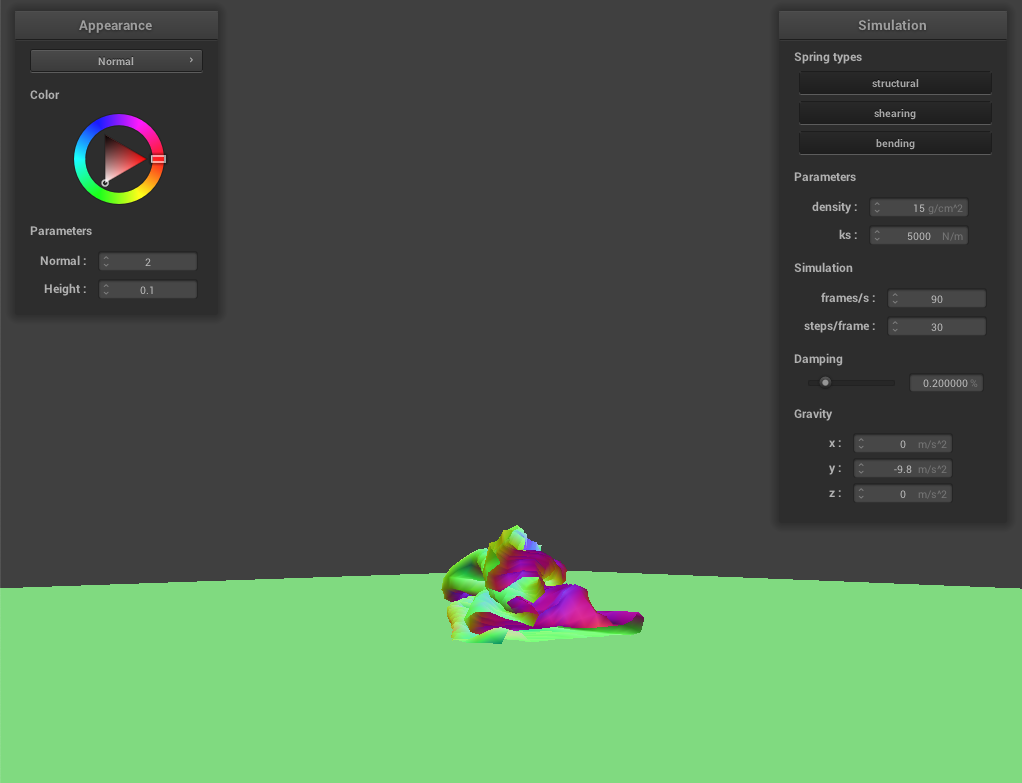 Appearance
Normal
Color
Parameters
Normal : 2
Height : 0.1
Simulation
Spring types
structural
shearing
bending
Parameters
density : 15 g/cm^2
ks : 5000 N/m
Simulation
frames/s : 90
steps/frame : 30
Damping
0.200000 %
Gravity
x : 0 m/s^2
y : -9.8 m/s^2
z : 0 m/s^2